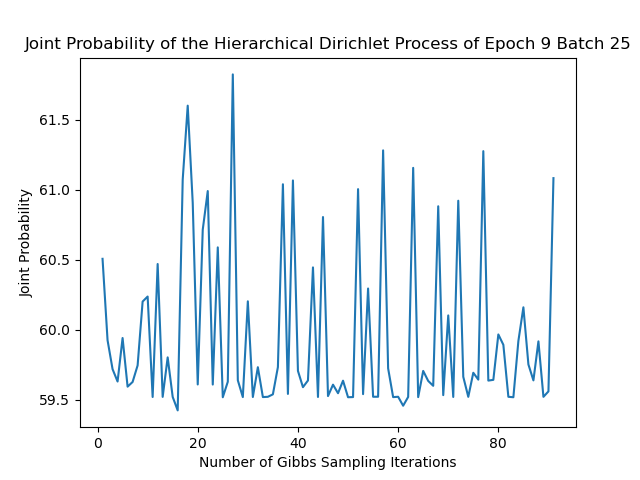 Joint Probability of the Hierarchical Dirichlet Process of Epoch 9 Batch 25
61.5
61.0
60.5
60.0
59.5
Joint Probability
0 20 40 60 80
Number of Gibbs Sampling Iterations